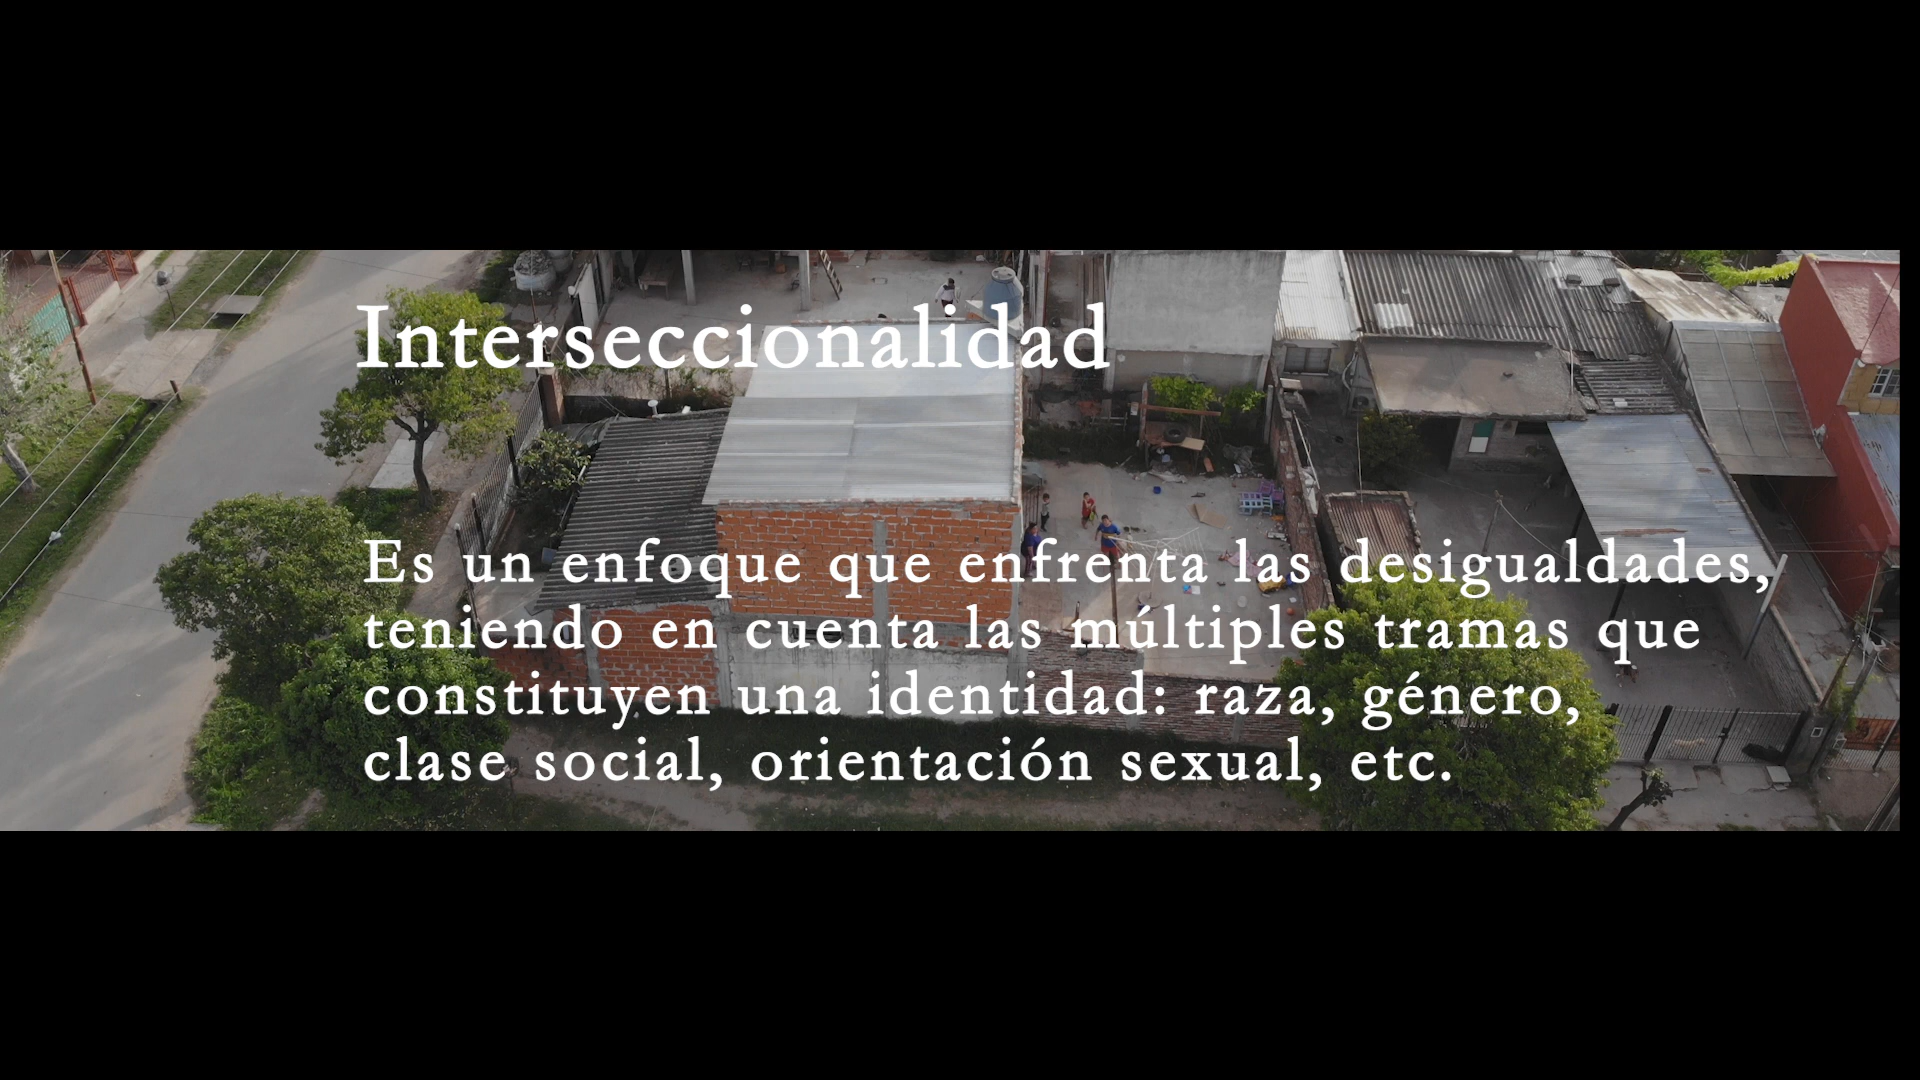 Interseccionalidad
Es un enfoque que enfrenta las desigualdades,
teniendo en cuenta las múltiples tramas que
constituyen una identidad: raza, género,
clase social, orientación sexual, etc.